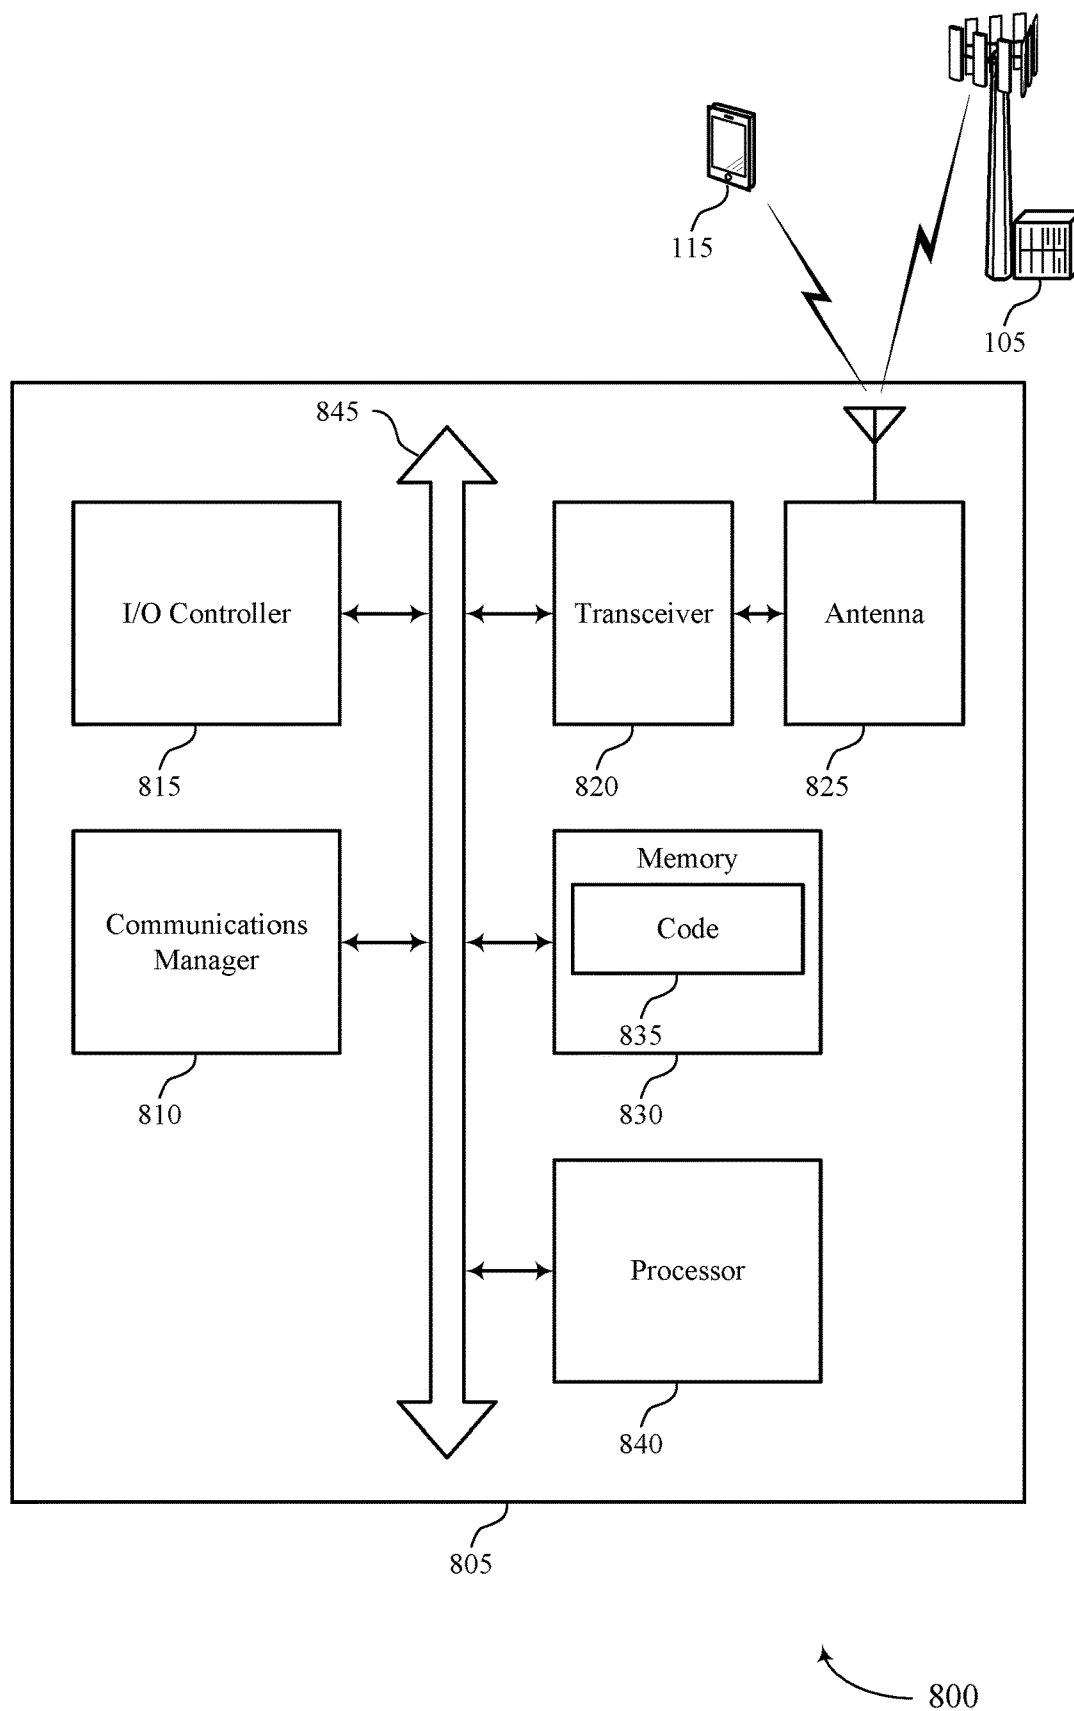 115
105
845
I/O Controller
Transceiver
Antenna
815
820
825
Communications
Manager
Memory
Code
835
810
830
Processor
840
805
800